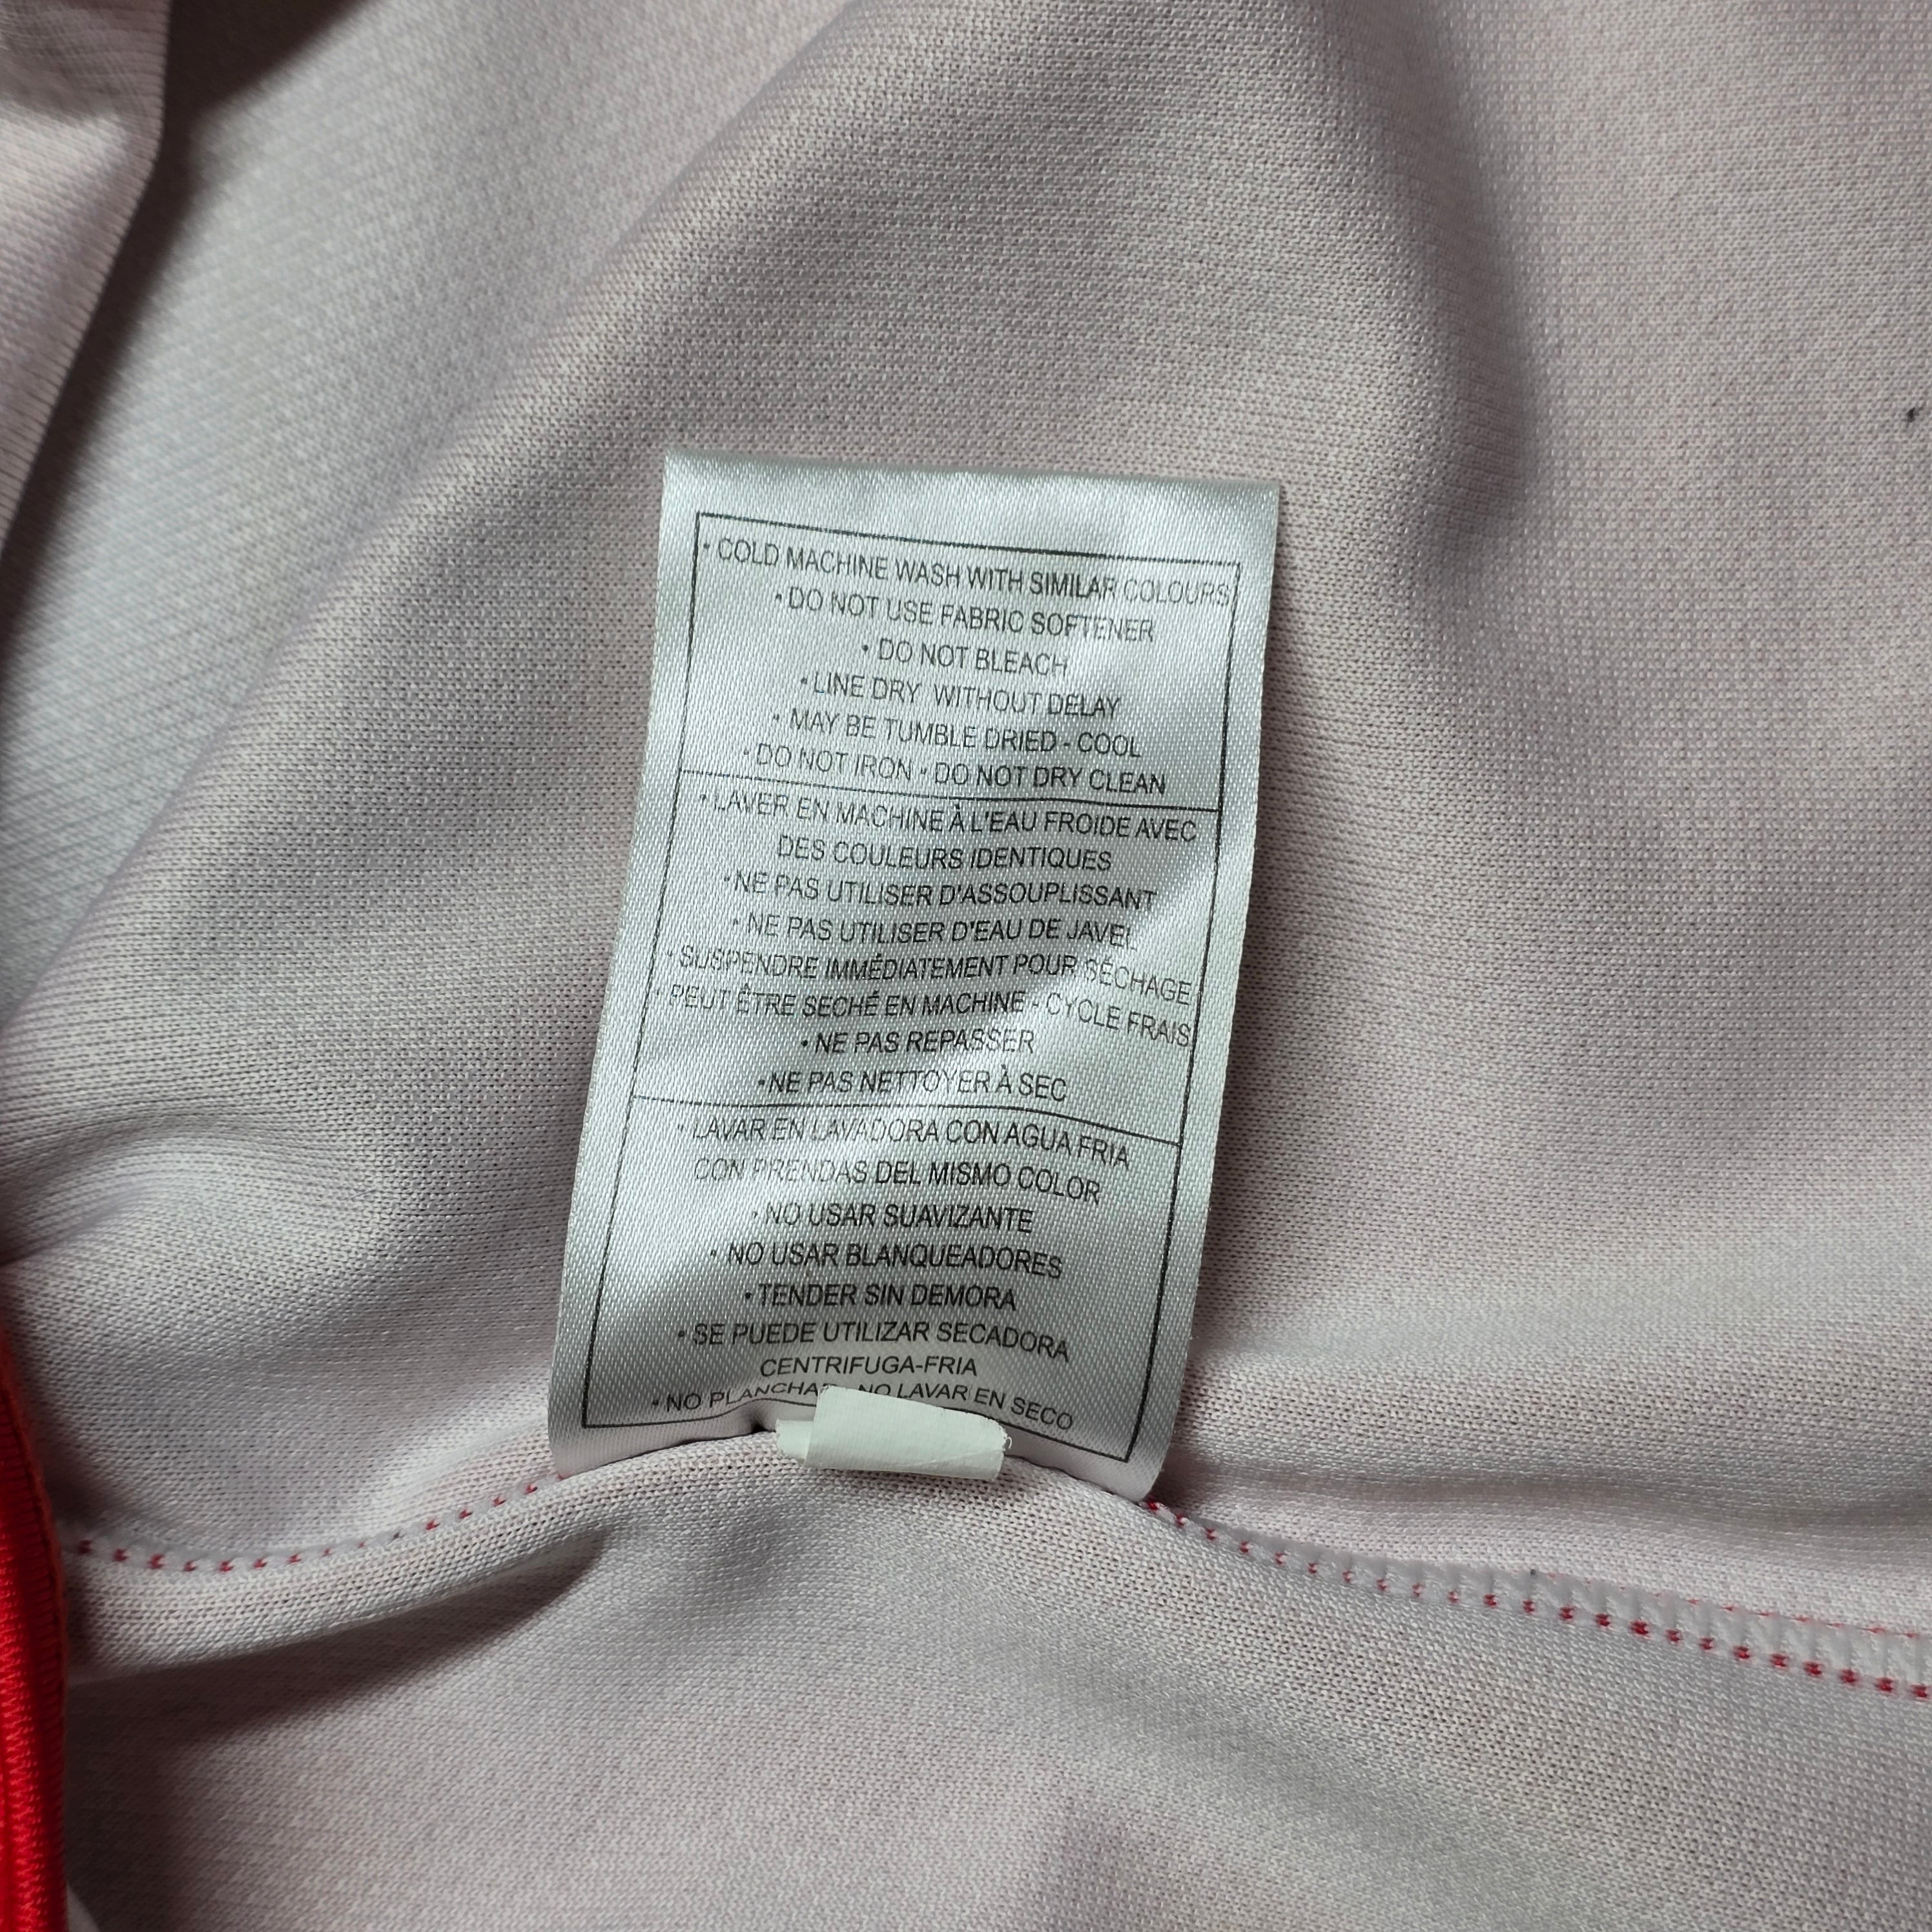 • COLD MACHINE WASH WITH SIMILAR COLOURS
• DO NOT USE FABRIC SOFTENER
• DO NOT BLEACH
• LINE DRY WITHOUT DELAY
• MAY BE TUMBLE DRIED - COOL
• DO NOT IRON • DO NOT DRY CLEAN
• LAVER EN MACHINE À L'EAU FROIDE AVEC
DES COULEURS IDENTIQUES
• NE PAS UTILISER D'ASSOUPLISSANT
• NE PAS UTILISER D'EAU DE JAVEL
• SUSPENDRE IMMÉDIATEMENT POUR SÉCHAGE
• PEUT ÊTRE SECHÉ EN MACHINE - CYCLE FRAIS
• NE PAS REPASSER
• NE PAS NETTOYER À SEC
• LAVAR EN LAVADORA CON AGUA FRIA
CON PRENDAS DEL MISMO COLOR
• NO USAR SUAVIZANTE
• NO USAR BLANQUEADORES
• TENDER SIN DEMORA
• SE PUEDE UTILIZAR SECADORA
CENTRIFUGA-FRIA
• NO PLANCHAR • NO LAVAR EN SECO